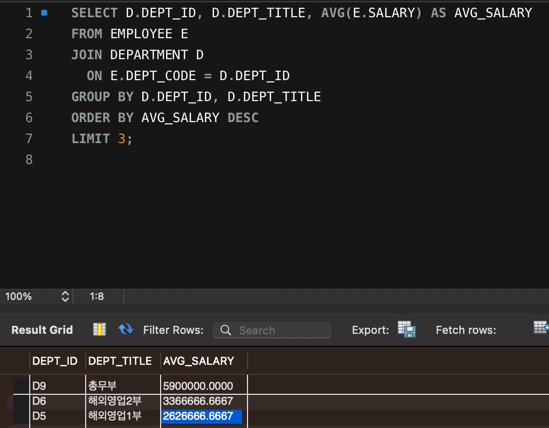 1 SELECT D.DEPT_ID, D.DEPT_TITLE, AVG(E.SALARY) AS AVG_SALARY
2 FROM EMPLOYEE E
3 JOIN DEPARTMENT D
4 ON E.DEPT_CODE = D.DEPT_ID
5 GROUP BY D.DEPT_ID, D.DEPT_TITLE
6 ORDER BY AVG_SALARY DESC
7 LIMIT 3;
8
100% 1:8
Result Grid Filter Rows: Search Export: Fetch rows:
DEPT_ID DEPT_TITLE AVG_SALARY
D9 총무부 5900000.0000
D6 해외영업2부 3366666.6667
D5 해외영업1부 2626666.6667